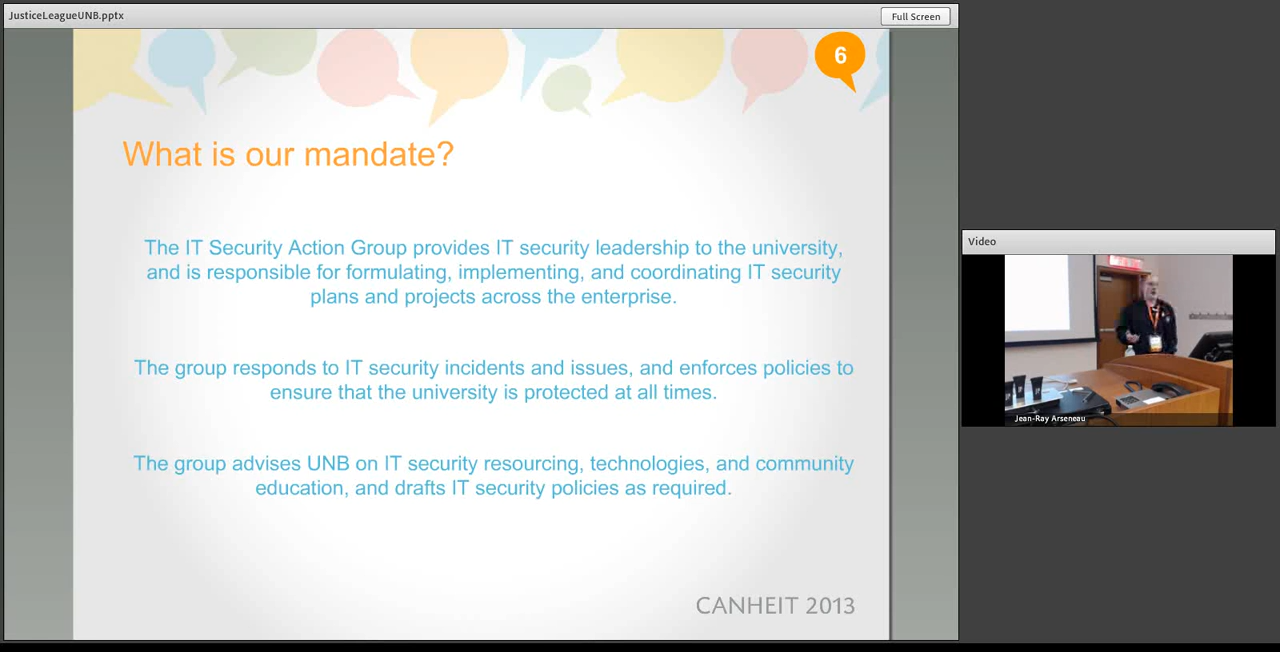 JusticeLeagueUNB.pptx
Full Screen
6
What is our mandate?
The IT Security Action Group provides IT security leadership to the university,
and is responsible for formulating, implementing, and coordinating IT security
plans and projects across the enterprise.
The group responds to IT security incidents and issues, and enforces policies to
ensure that the university is protected at all times.
The group advises UNB on IT security resourcing, technologies, and community
education, and drafts IT security policies as required.
CANHEIT 2013
Video
Jean-Ray Arseneau